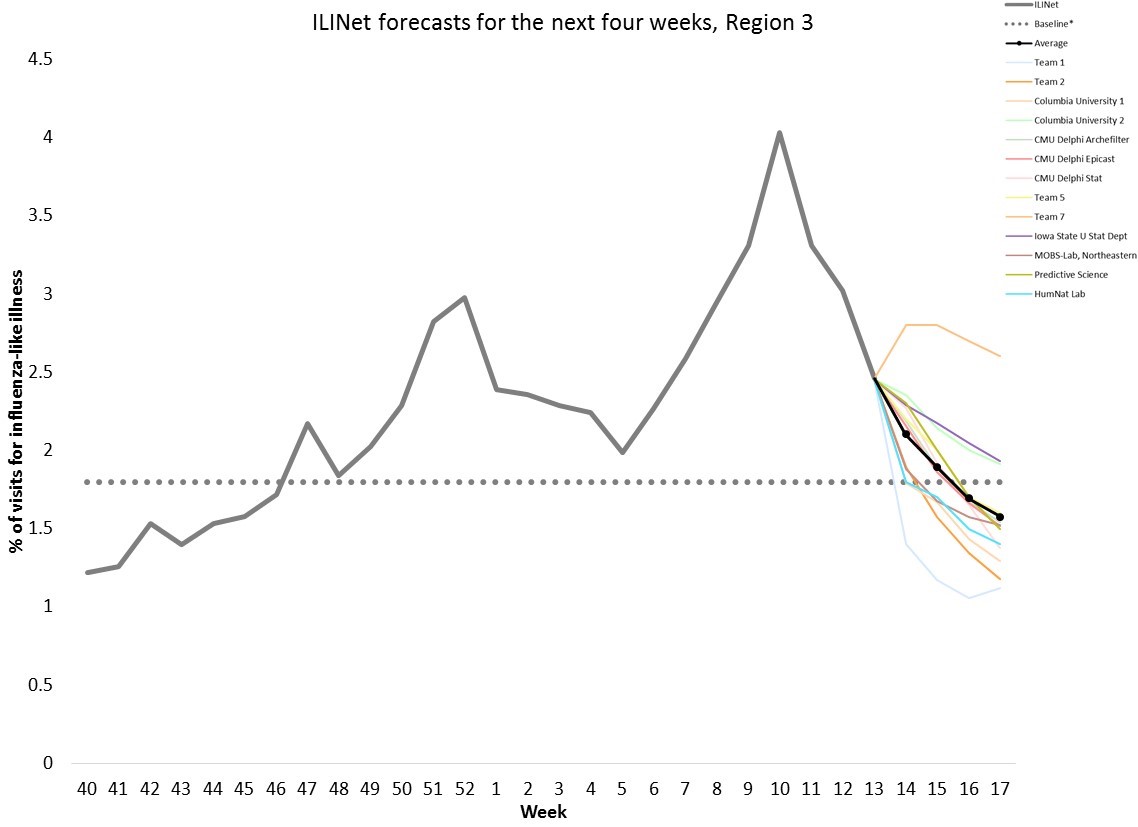 ILINet forecasts for the next four weeks, Region 3
ILINet
Baseline*
Average
Team 1
Team 2
Columbia University 1
Columbia University 2
CMU Delphi Archefilter
CMU Delphi Epicast
CMU Delphi Stat
Team 5
Team 7
Iowa State U Stat Dept
MOBS-Lab, Northeastern
Predictive Science
HumNat Lab
% of visits for influenza-like illness
4.5
4
3.5
3
2.5
2
1.5
1
0.5
0
40 41 42 43 44 45 46 47 48 49 50 51 52 1 2 3 4 5 6 7 8 9 10 11 12 13 14 15 16 17
Week